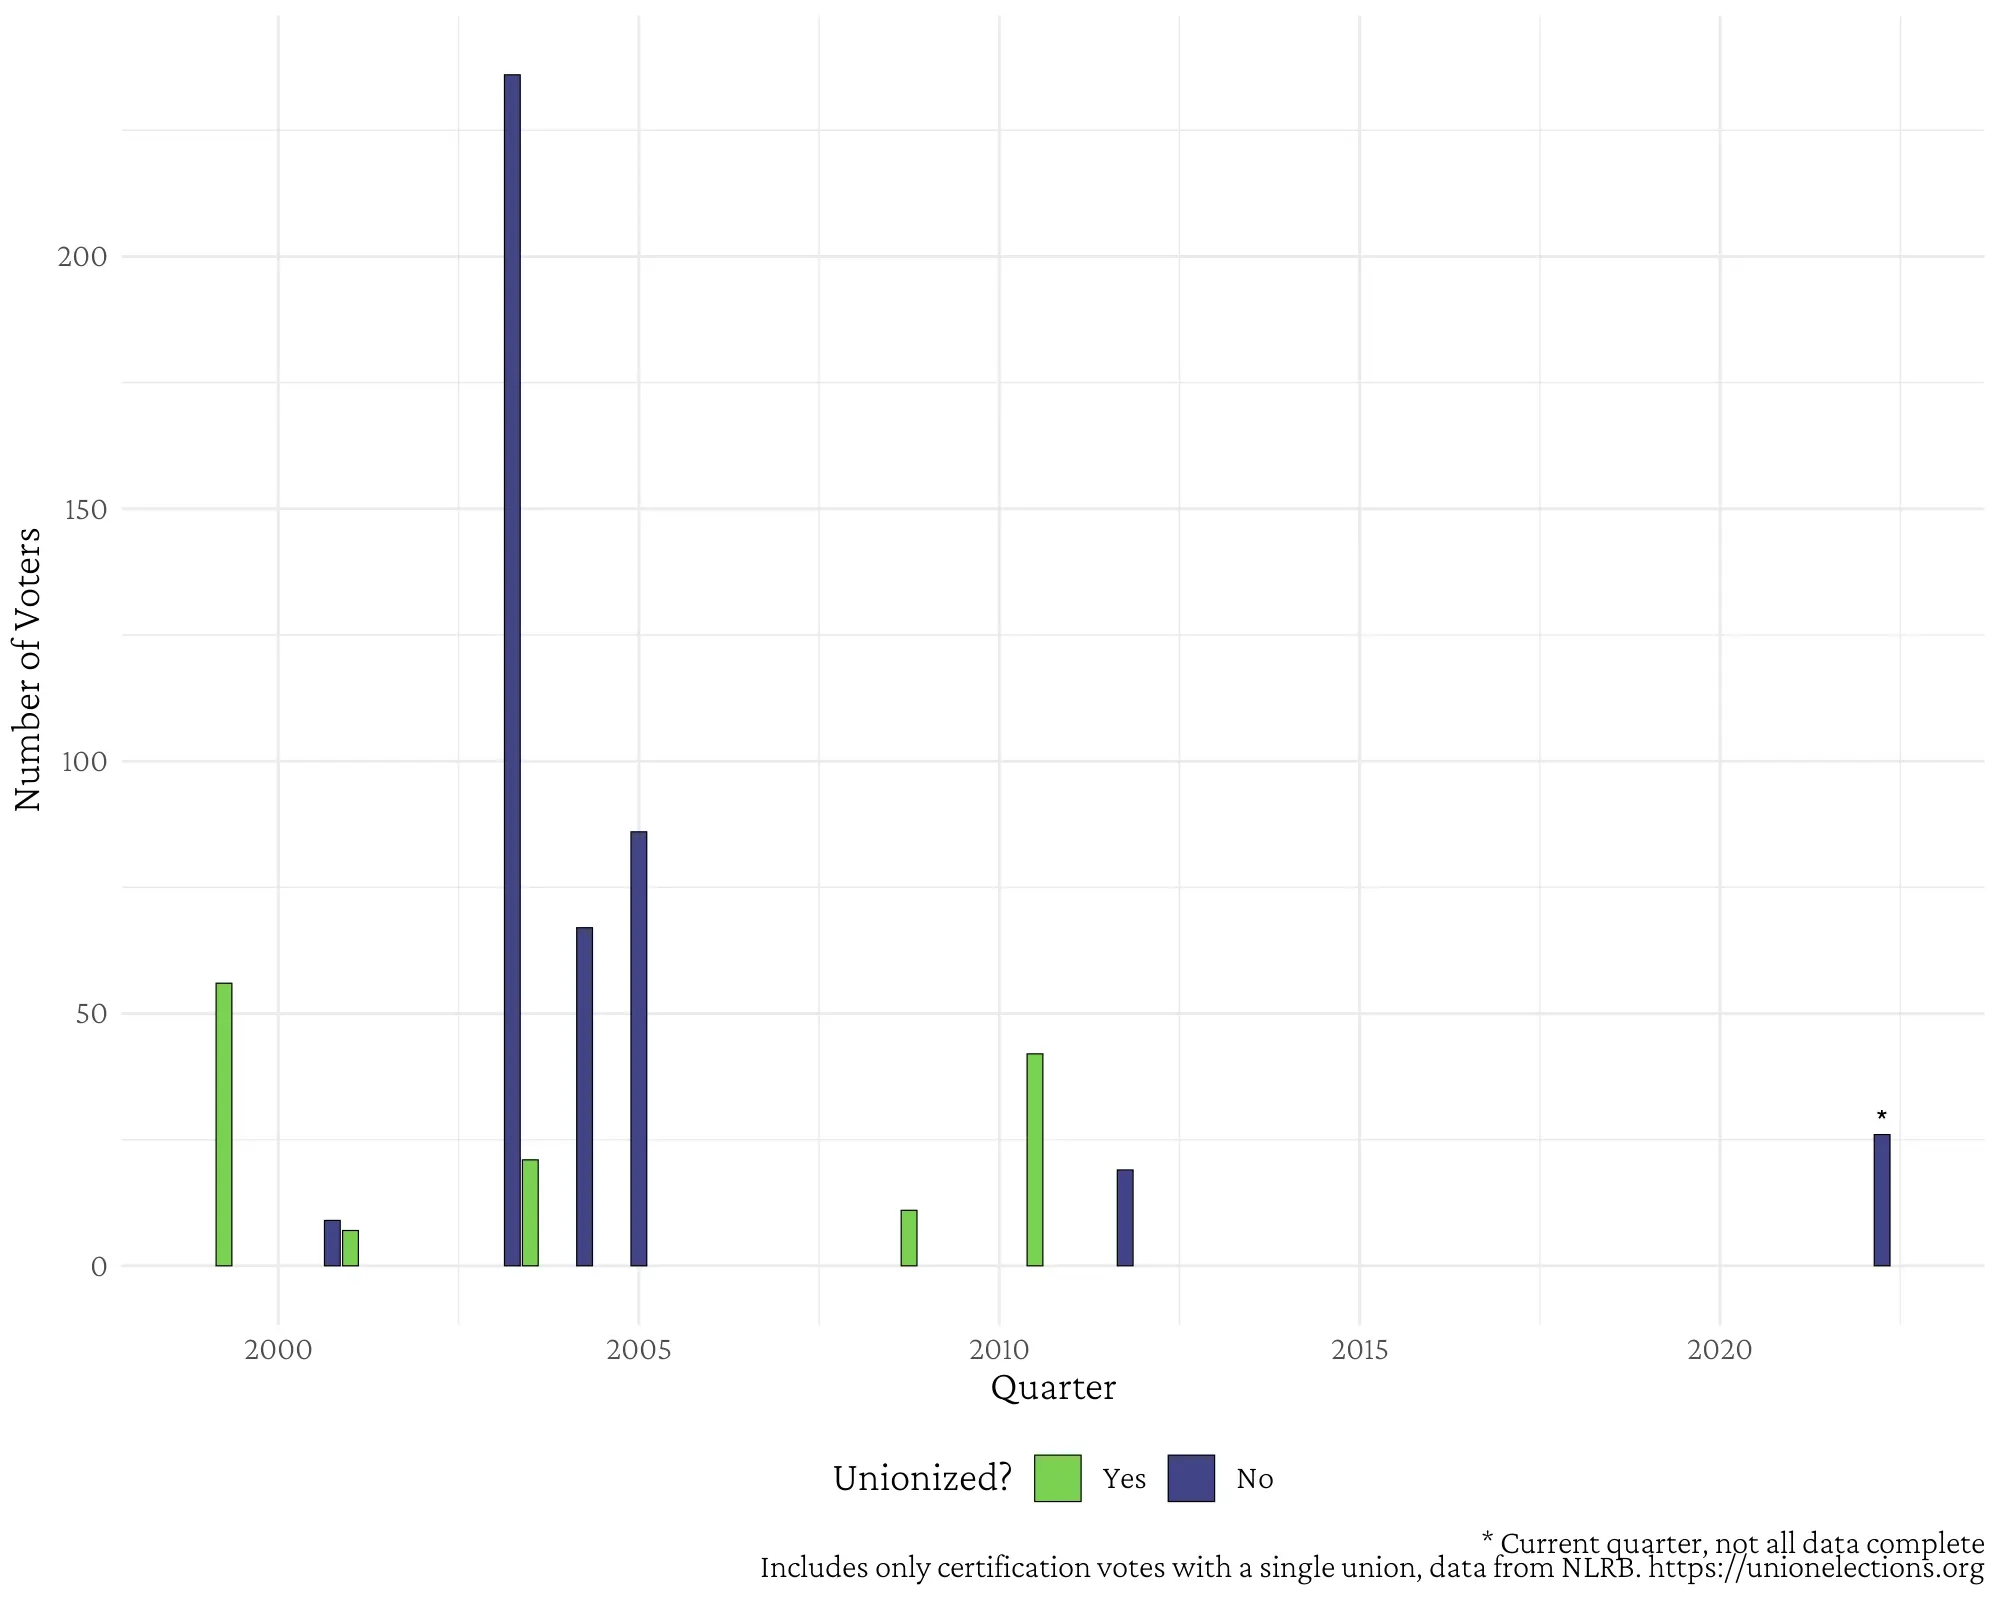 Number of Voters
200
150
100
50
0
*
2000 2005 2010 2015 2020
Quarter
Unionized? Yes No
* Current quarter, not all data complete
Includes only certification votes with a single union, data from NLRB. https://unionelections.org